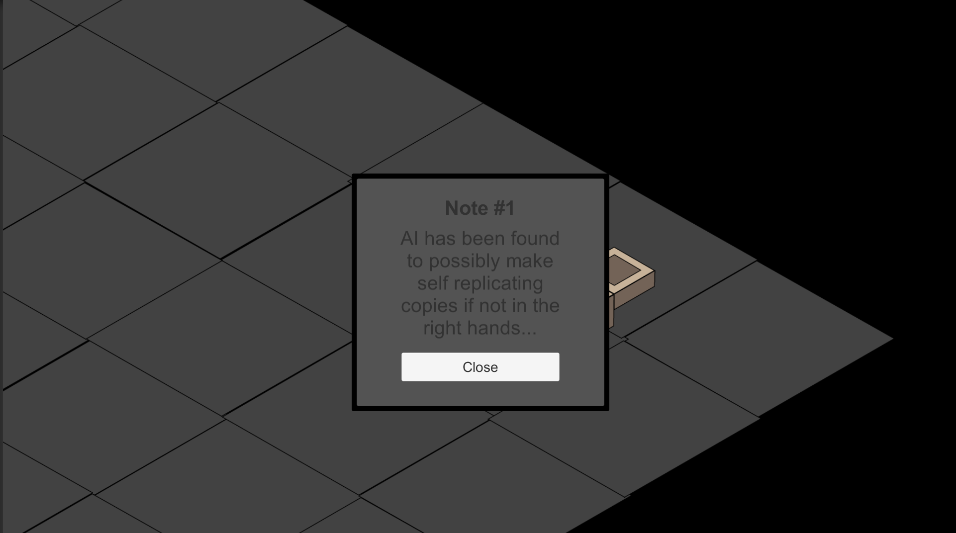 Note #1
AI has been found
to possibly make
self replicating
copies if not in the
right hands...
Close